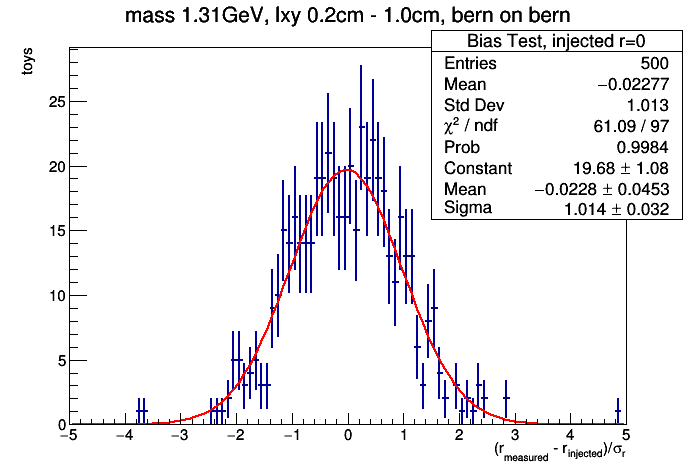 mass 1.31GeV, lxy 0.2cm - 1.0cm, bern on bern
toys
Bias Test, injected r=0
Entries 500
Mean −0.02277
Std Dev 1.013
χ² / ndf 61.09 / 97
Prob 0.9984
Constant 19.68 ± 1.08
Mean −0.0228 ± 0.0453
Sigma 1.014 ± 0.032
25
20
15
10
5
0
−5 −4 −3 −2 −1 0 1 2 3 4 5
(r_measured - r_injected)/σ_r